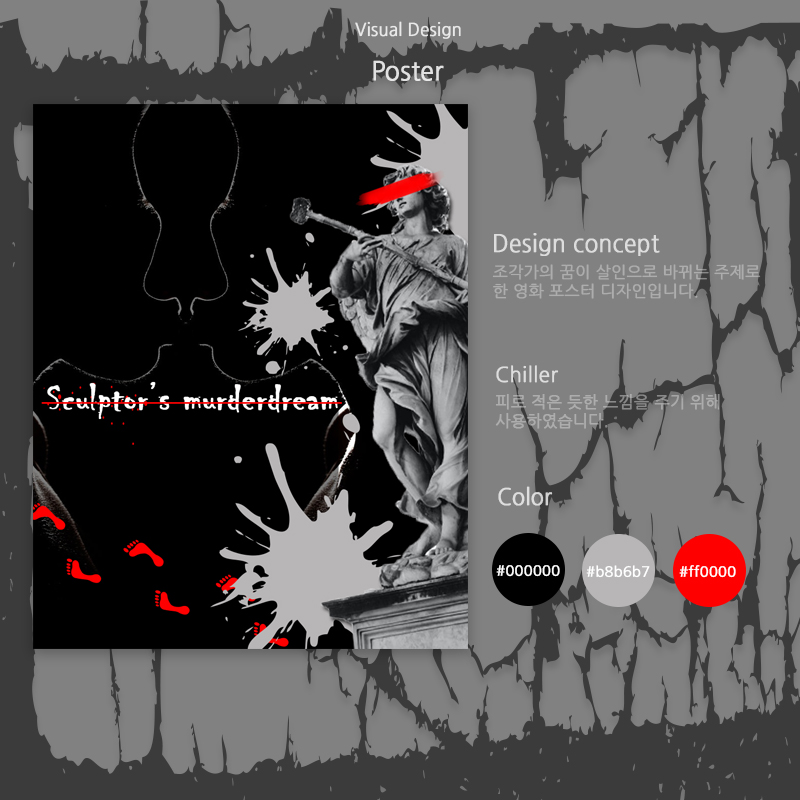 Visual Design
Poster
Sculptor's murderdream
Design concept
조각가의 꿈이 살인으로 바뀌는 주제로
한 영화 포스터 디자인입니다.
Chiller
피로 적은 듯한 느낌을 주기 위해
사용하였습니다.
Color
#000000
#b8b6b7
#ff0000